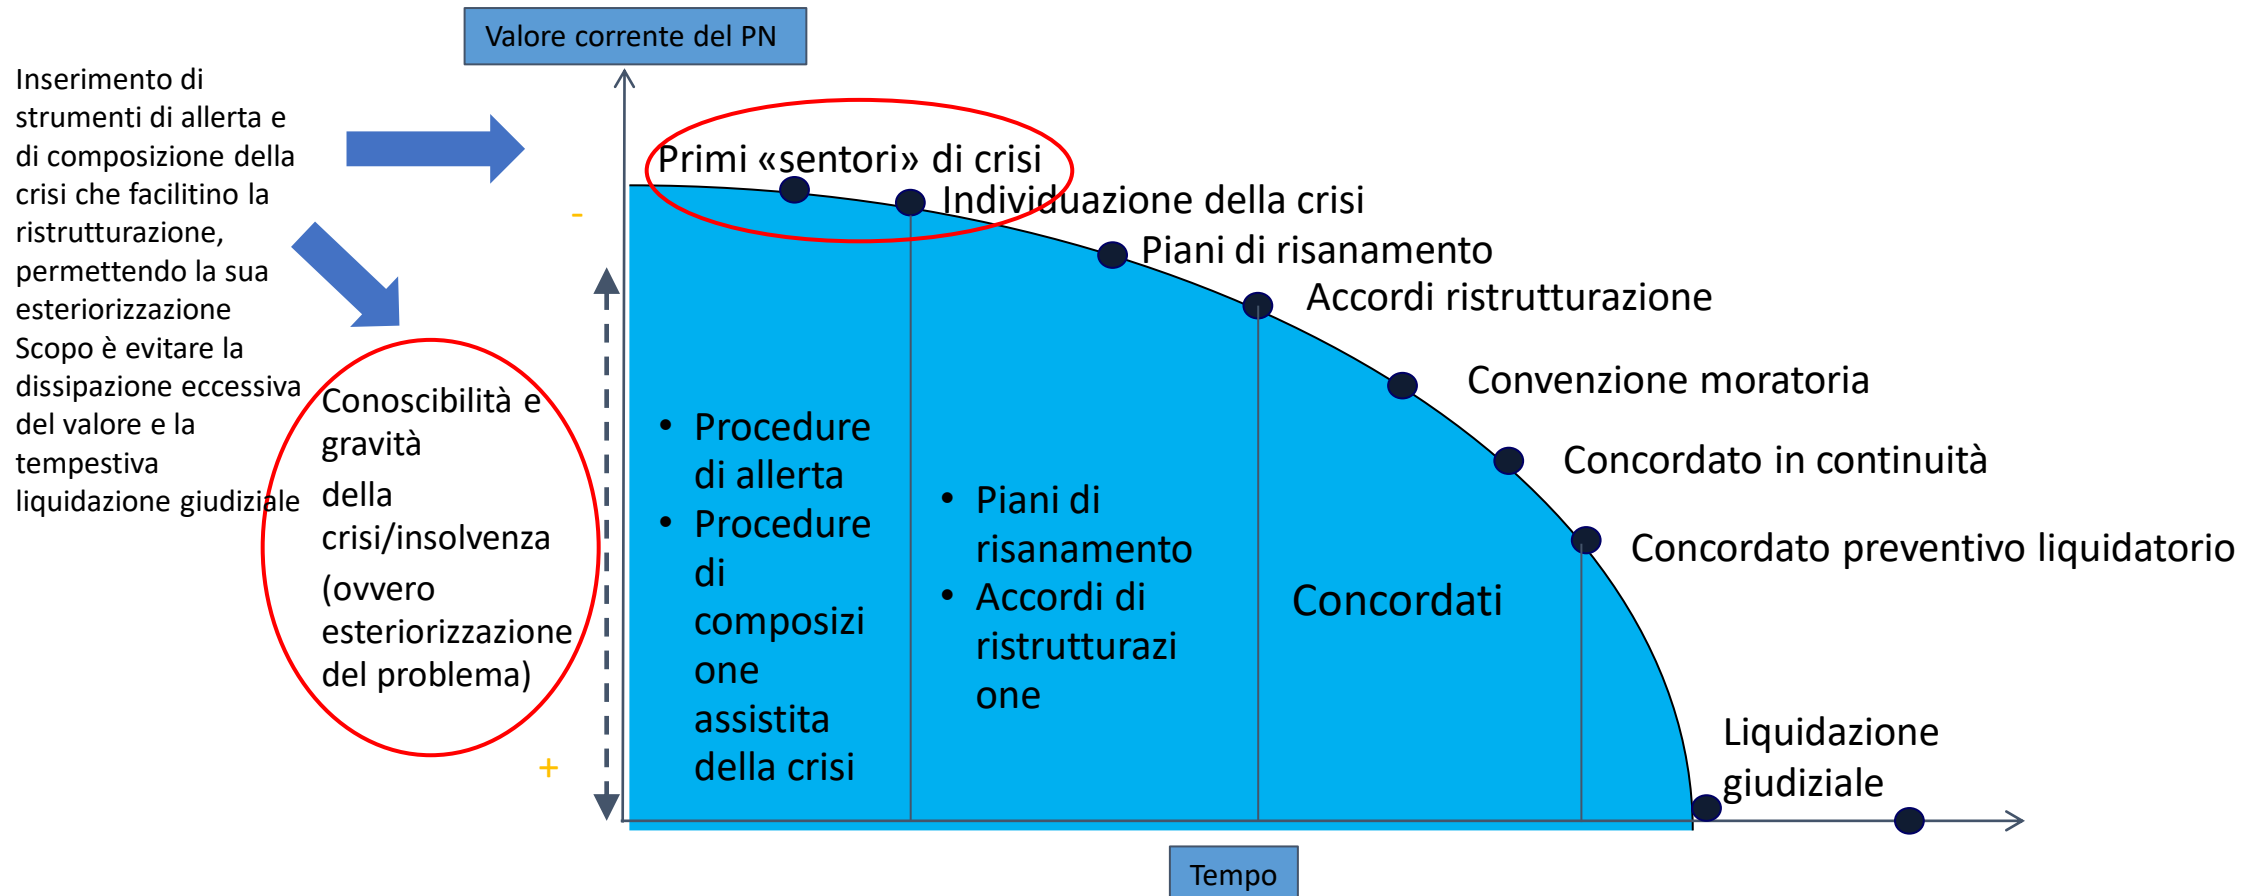 Valore corrente del PN
Inserimento di
strumenti di allerta e
di composizione della
crisi che facilitino la
ristrutturazione,
permettendo la sua
esteriorizzazione
Scopo è evitare la
dissipazione eccessiva
del valore e la
tempestiva
liquidazione giudiziale
Primi «sentori» di crisi
Individuazione della crisi
Piani di risanamento
Accordi ristrutturazione
Convenzione moratoria
Concordato in continuità
Concordato preventivo liquidatorio
Liquidazione
giudiziale
-
Conoscibilità e
gravità
della
crisi/insolvenza
(ovvero
esteriorizzazione
del problema)
+
• Procedure
di allerta
• Procedure
di
composizi
one
assistita
della crisi
• Piani di
risanamento
• Accordi di
ristrutturazi
one
Concordati
Tempo